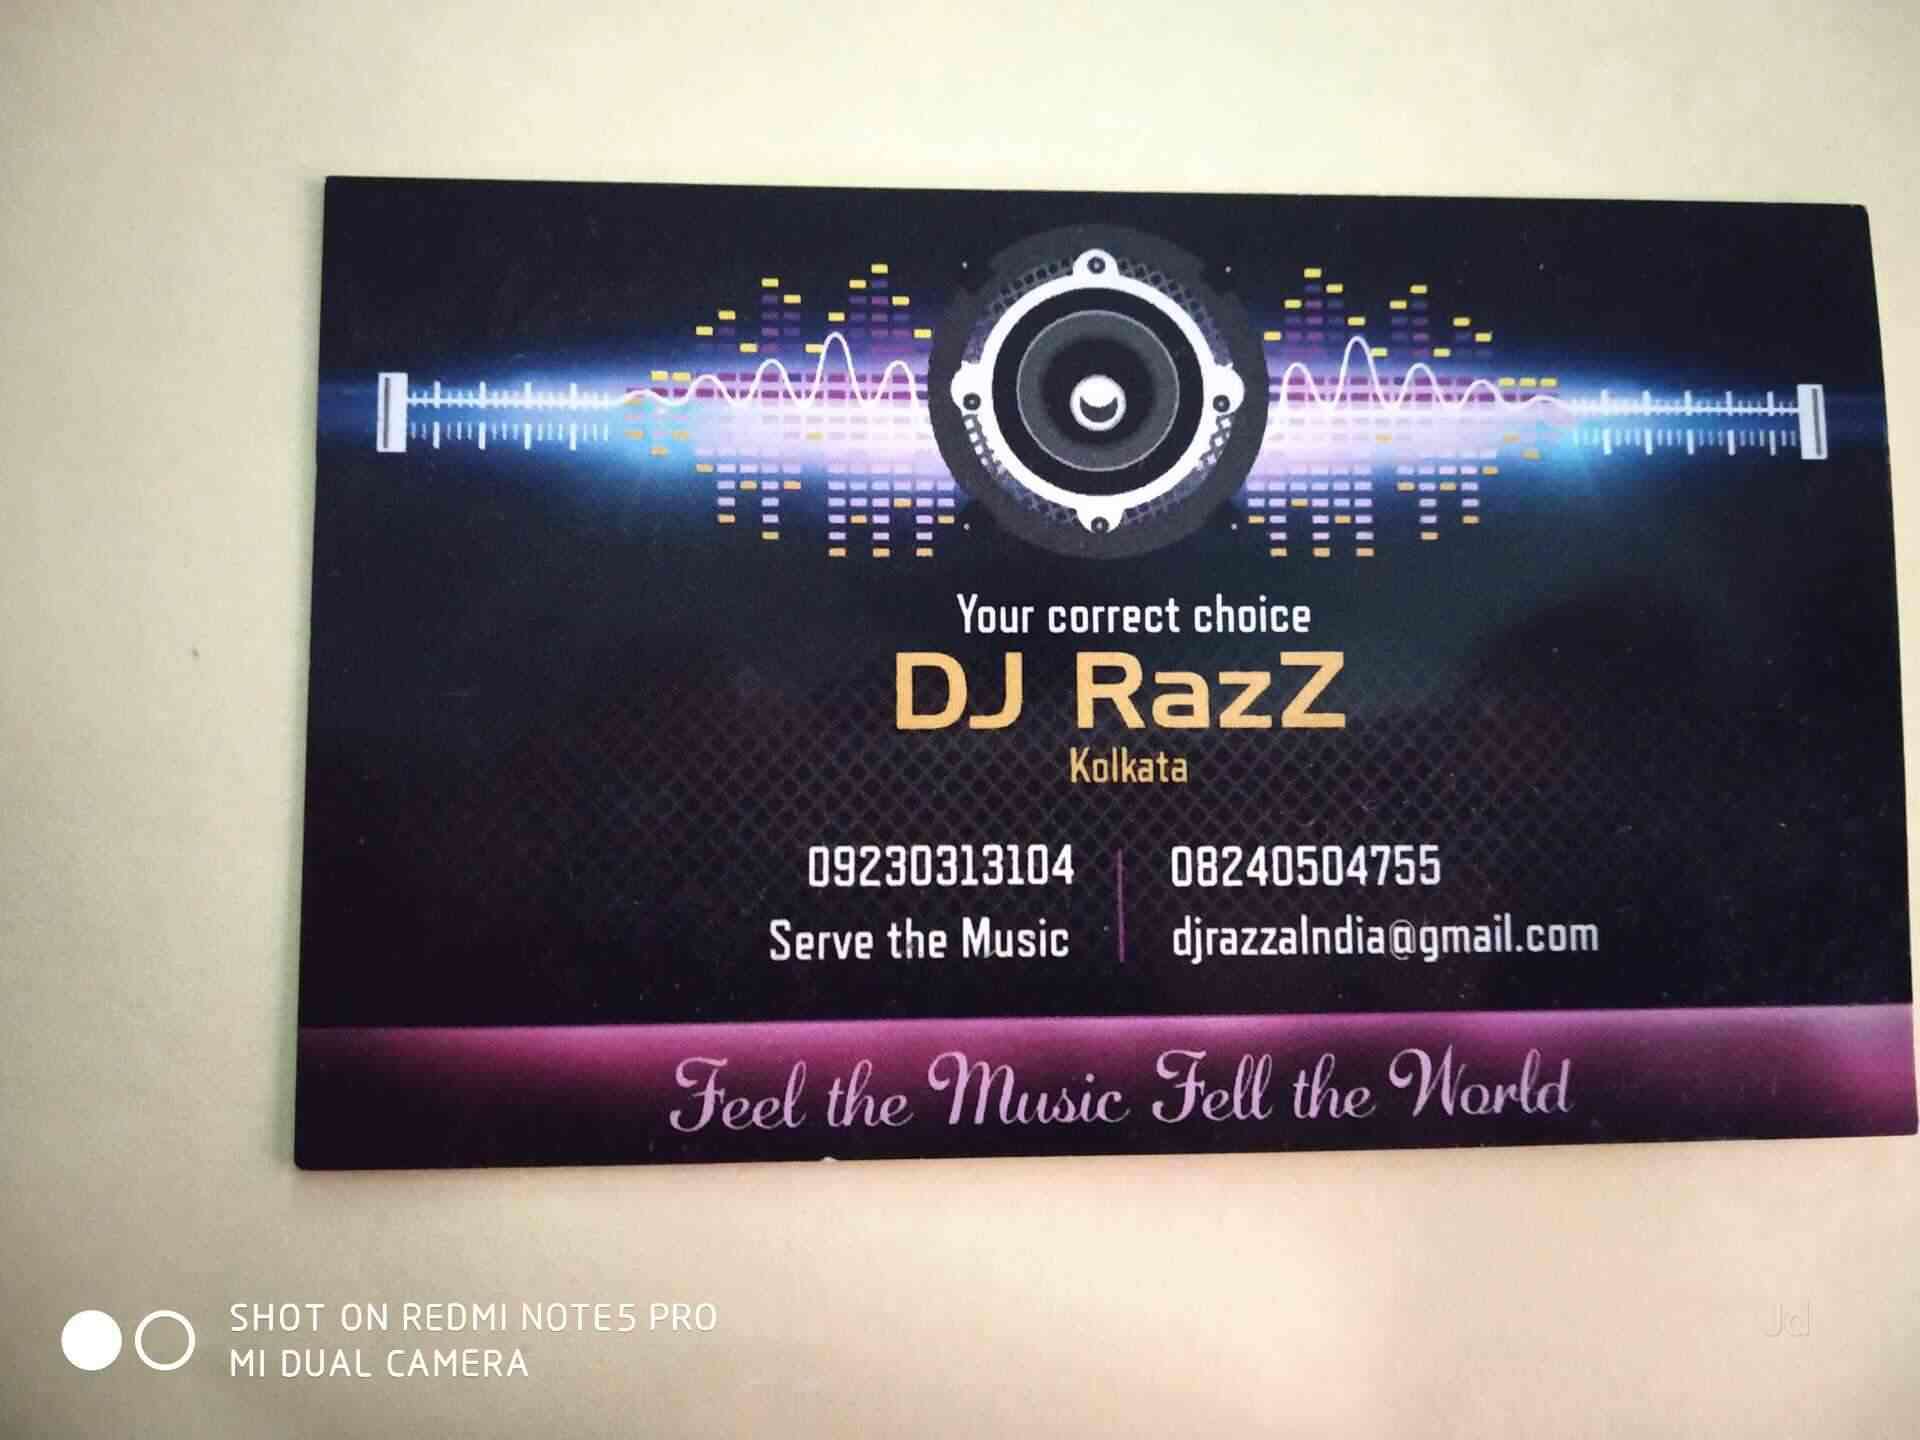 Your correct choice
DJ RazZ
Kolkata
09230313104
08240504755
Serve the Music
djrazzaIndia@gmail.com
Feel the Music Fell the World
SHOT ON REDMI NOTE5 PRO
MI DUAL CAMERA
Jd